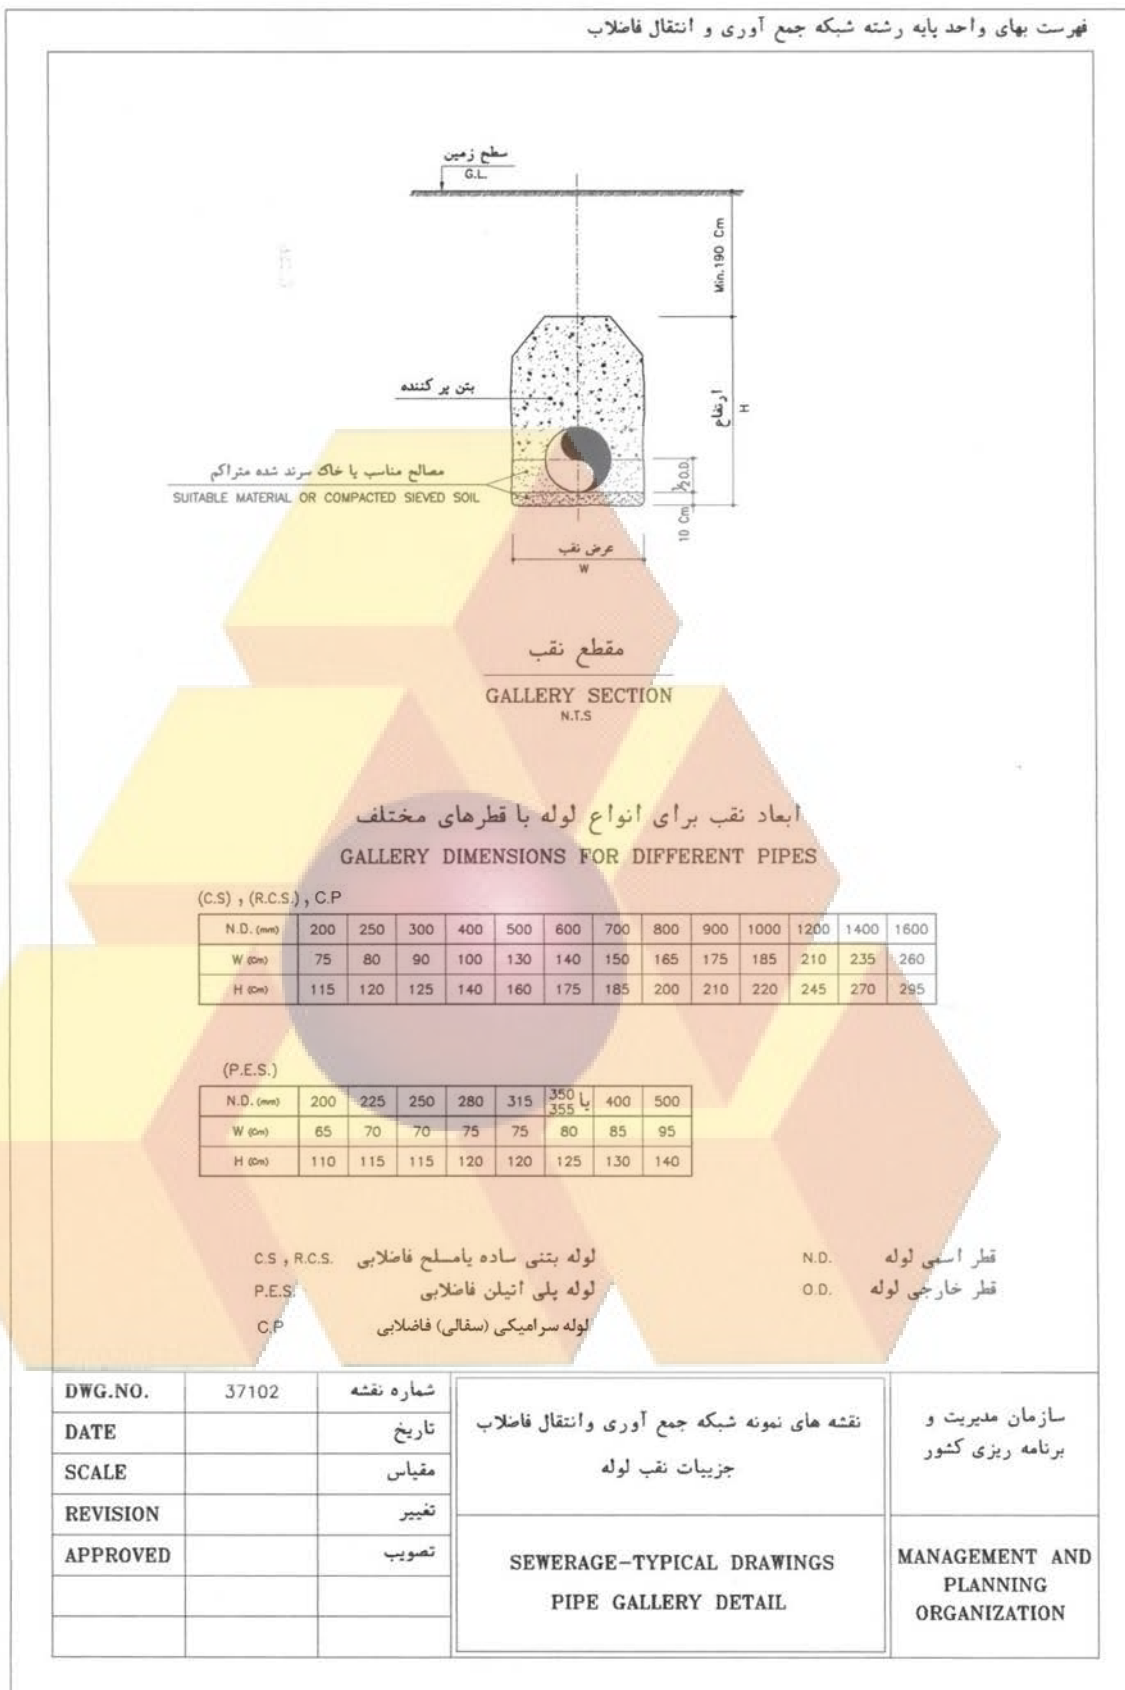 فهرست بهای واحد پایه رشته شبکه جمع آوری و انتقال فاضلاب
سطح زمین
G.L.
Min.190 Cm
بتن پر کننده
ارتفاع
H
مصالح مناسب یا خاک سرند شده متراکم
SUITABLE MATERIAL OR COMPACTED SIEVED SOIL
1/2 O.D.
10 Cm
عرض نقب
W
مقطع نقب
GALLERY SECTION
N.T.S
ابعاد نقب برای انواع لوله با قطرهای مختلف
GALLERY DIMENSIONS FOR DIFFERENT PIPES
(C.S) , (R.C.S.) , C.P
N.D. (mm) 200 250 300 400 500 600 700 800 900 1000 1200 1400 1600
W (Cm) 75 80 90 100 130 140 150 165 175 185 210 235 260
H (Cm) 115 120 125 140 160 175 185 200 210 220 245 270 295
(P.E.S.)
N.D. (mm) 200 225 250 280 315 350 یا 355 400 500
W (Cm) 65 70 70 75 75 80 85 95
H (Cm) 110 115 115 120 120 125 130 140
قطر اسمی لوله N.D.
لوله بتنی ساده یامسلح فاضلابی C.S , R.C.S.
قطر خارجی لوله O.D.
لوله پلی اتیلن فاضلابی P.E.S.
لوله سرامیکی (سفالی) فاضلابی C.P
DWG.NO. 37102 شماره نقشه
DATE تاریخ
SCALE مقیاس
REVISION تغییر
APPROVED تصویب
نقشه های نمونه شبکه جمع آوری وانتقال فاضلاب
جزییات نقب لوله
SEWERAGE-TYPICAL DRAWINGS
PIPE GALLERY DETAIL
سازمان مدیریت و
برنامه ریزی کشور
MANAGEMENT AND
PLANNING
ORGANIZATION